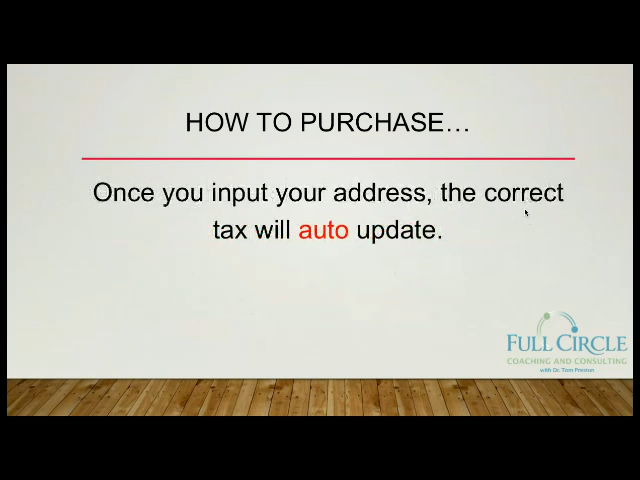 HOW TO PURCHASE…
Once you input your address, the correct
tax will auto update.
FULL CIRCLE
COACHING AND CONSULTING
with Dr. Tom Preston